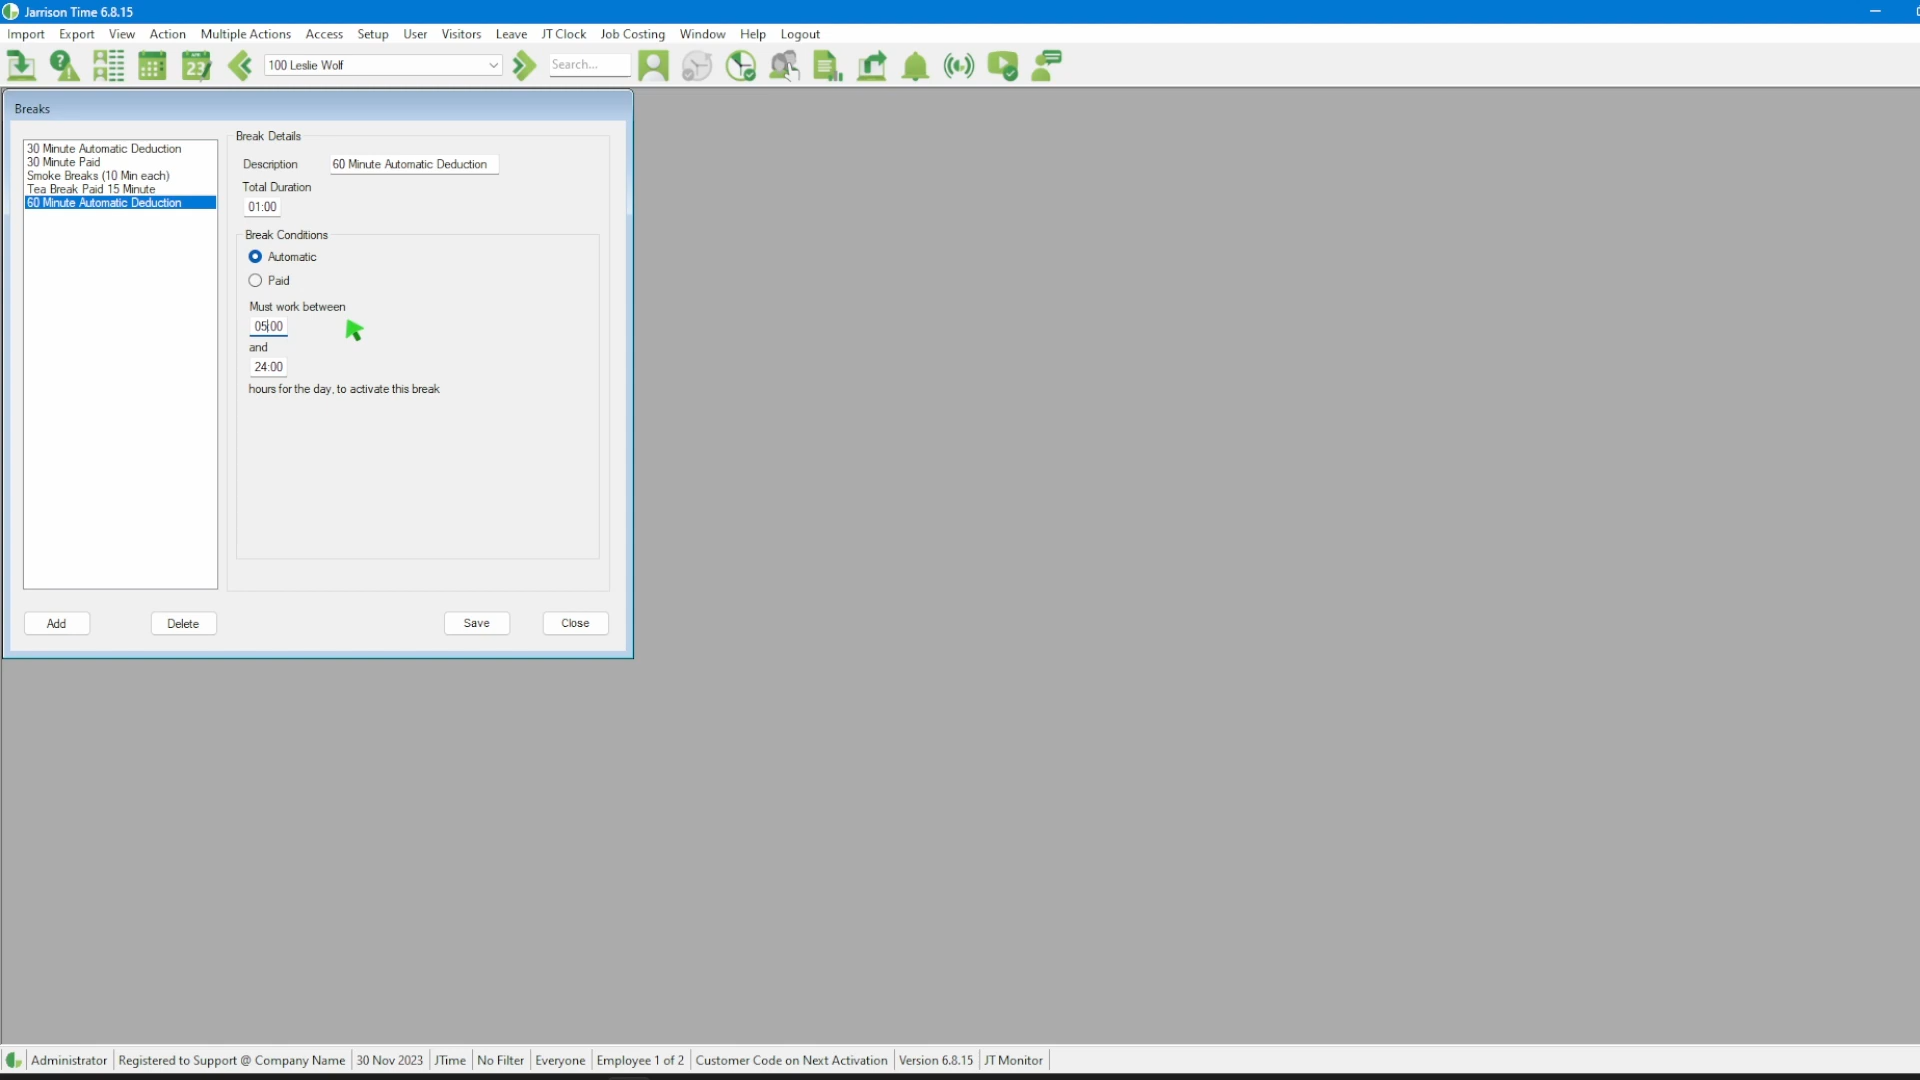 Jarrison Time 6.8.15
Import Export View Action Multiple Actions Access Setup User Visitors Leave JT Clock Job Costing Window Help Logout
23 100 Leslie Wolf Search...
Breaks
30 Minute Automatic Deduction
30 Minute Paid
Smoke Breaks (10 Min each)
Tea Break Paid 15 Minute
60 Minute Automatic Deduction
Break Details
Description 60 Minute Automatic Deduction
Total Duration
01:00
Break Conditions
Automatic
Paid
Must work between
05:00
and
24:00
hours for the day, to activate this break
Add Delete Save Close
Administrator Registered to Support @ Company Name 30 Nov 2023 JTime No Filter Everyone Employee 1 of 2 Customer Code on Next Activation Version 6.8.15 JT Monitor